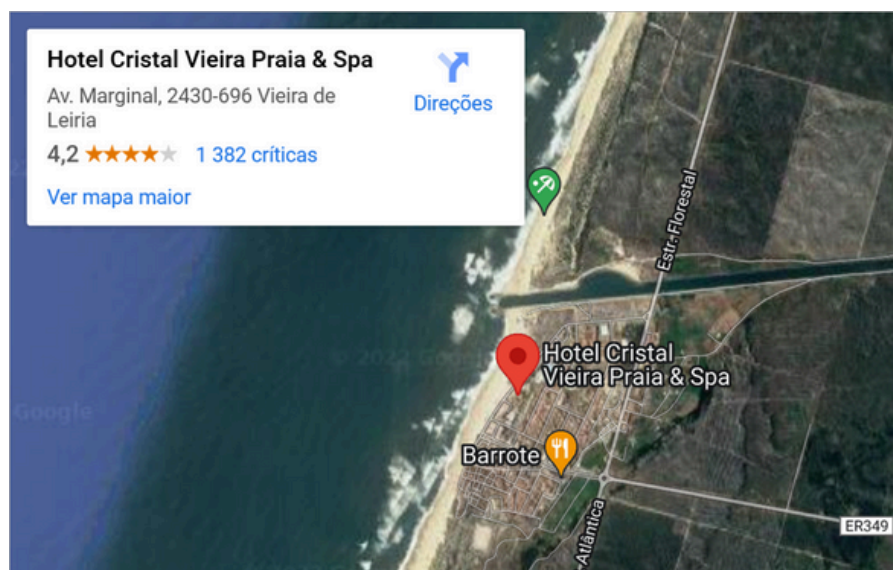 Hotel Cristal Vieira Praia & Spa
Av. Marginal, 2430-696 Vieira de
Leiria
4,2
1 382 críticas
Ver mapa maior
Direções
Estr. Florestal
Hotel Cristal
Vieira Praia & Spa
Barrote
Atlântica
ER349
Google